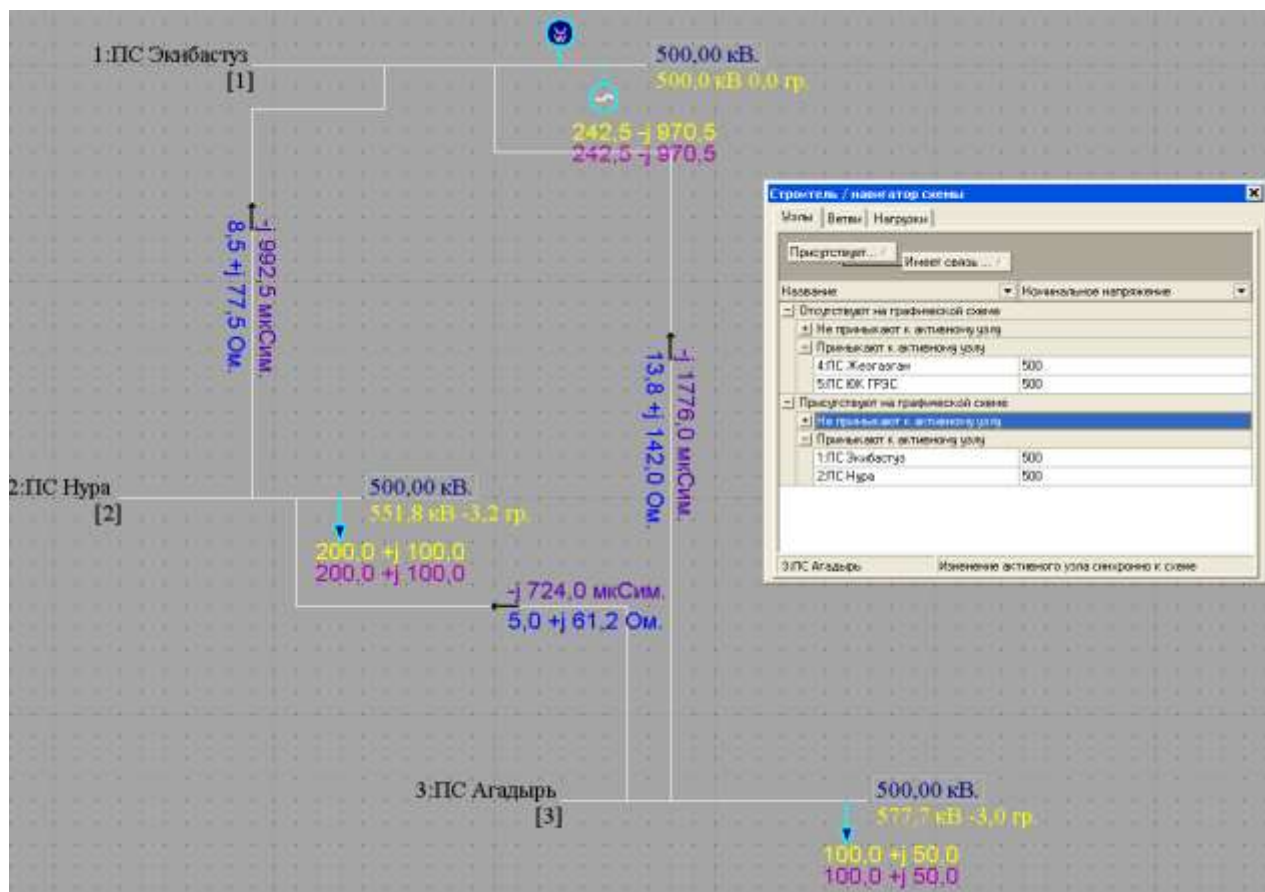 1:ПС Экибастуз
[1]
500,00 кВ.
500,0 кВ 0,0 гр.
242,5 -j 970,5
242,5 -j 970,5
-j 992,5 мкСим.
8,5 +j 77,5 Ом.
-j 1776,0 мкСим.
13,8 +j 142,0 Ом.
2:ПС Нура
[2]
500,00 кВ.
551,8 кВ -3,2 гр.
200,0 +j 100,0
200,0 +j 100,0
-j 724,0 мкСим.
5,0 +j 61,2 Ом.
3:ПС Агадырь
[3]
500,00 кВ.
577,7 кВ -3,0 гр.
100,0 +j 50,0
100,0 +j 50,0
Строитель / навигатор схемы
Узлы Ветви Нагрузки
Присутствует... /
Имеет связь ... /
Название Номинальное напряжение
Отсутствуют на графической схеме
Не примыкают к активному узлу
Примыкают к активному узлу
4:ПС Жезгазган 500
5:ПС ЮК ГРЭС 500
Присутствуют на графической схеме
Не примыкают к активному узлу
Примыкают к активному узлу
1:ПС Экибастуз 500
2:ПС Нура 500
3:ПС Агадырь Изменение активного узла синхронно к схеме